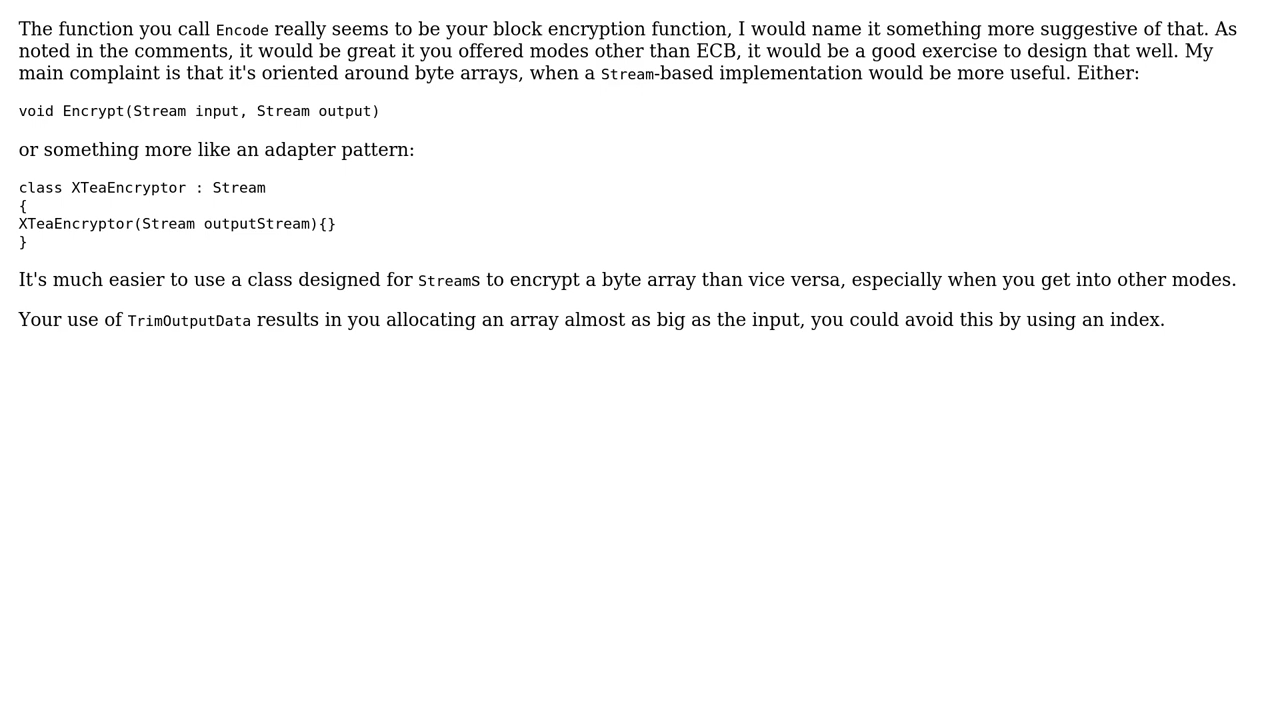 The function you call Encode really seems to be your block encryption function, I would name it something more suggestive of that. As
noted in the comments, it would be great it you offered modes other than ECB, it would be a good exercise to design that well. My
main complaint is that it's oriented around byte arrays, when a Stream-based implementation would be more useful. Either:
void Encrypt(Stream input, Stream output)
or something more like an adapter pattern:
class XTeaEncryptor : Stream
{
XTeaEncryptor(Stream outputStream){}
}
It's much easier to use a class designed for Streams to encrypt a byte array than vice versa, especially when you get into other modes.
Your use of TrimOutputData results in you allocating an array almost as big as the input, you could avoid this by using an index.